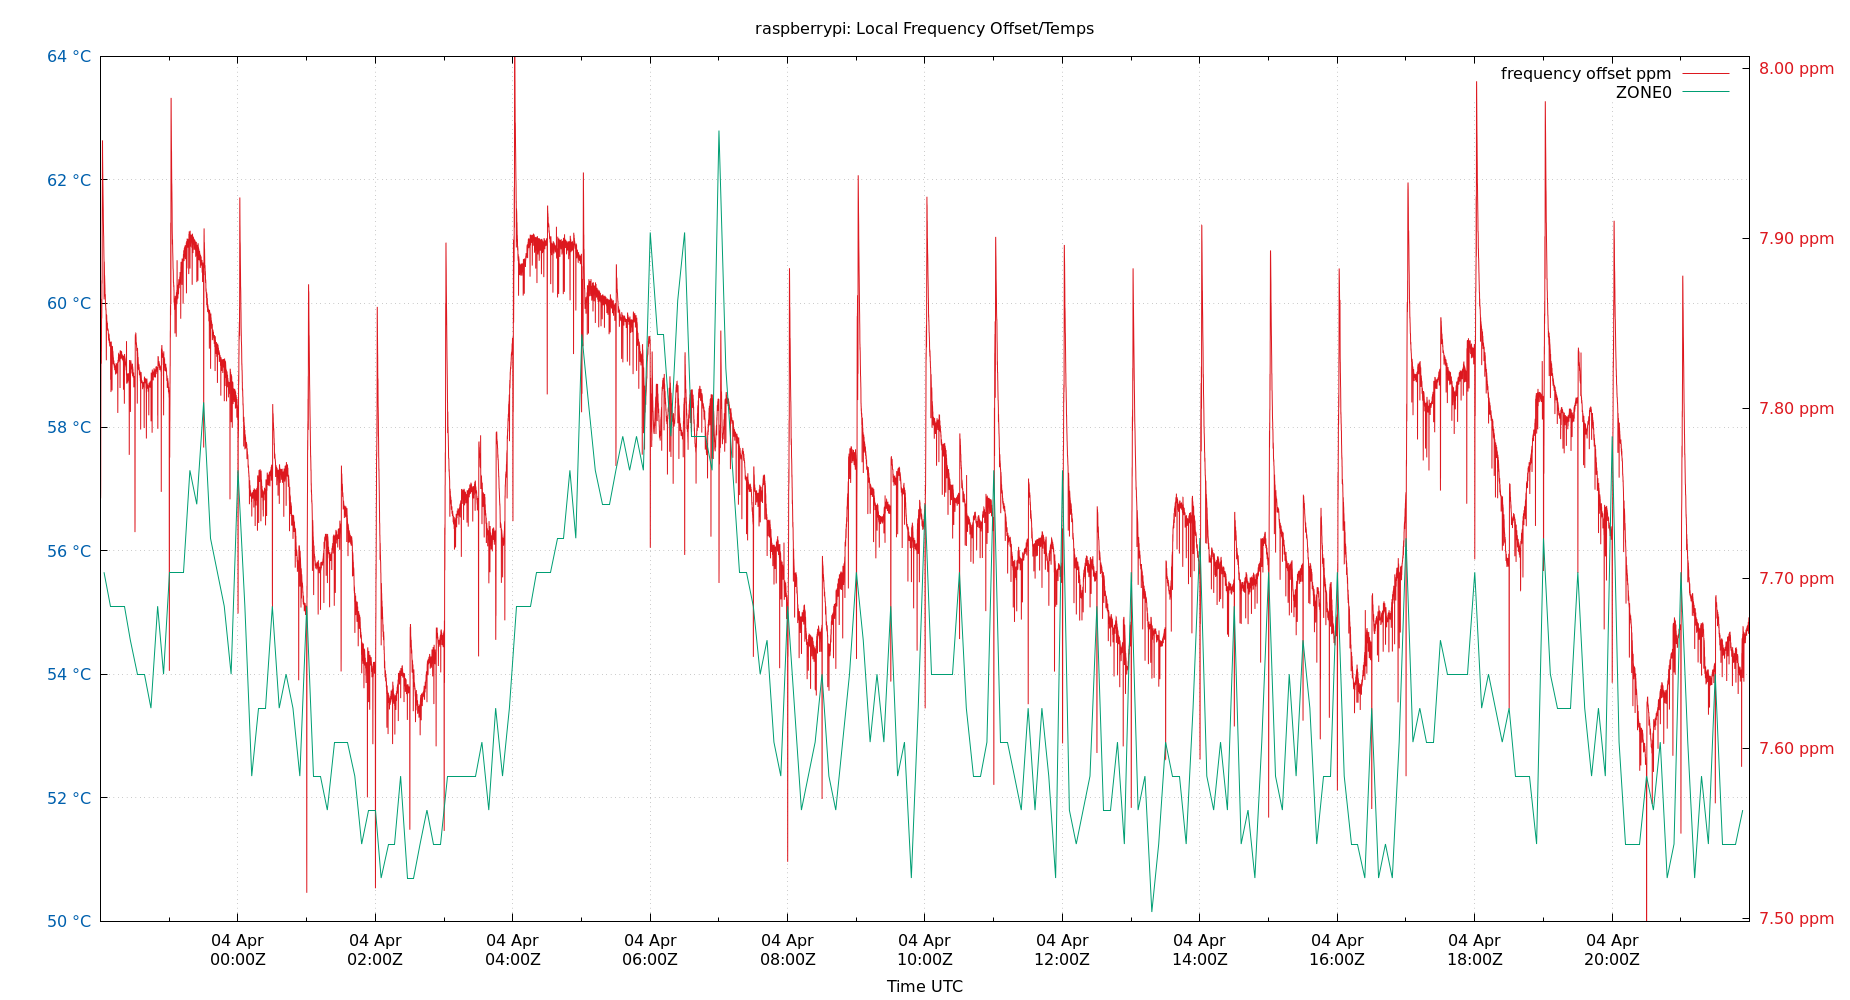 raspberrypi: Local Frequency Offset/Temps
frequency offset ppm
ZONE0
64 °C
62 °C
60 °C
58 °C
56 °C
54 °C
52 °C
50 °C
8.00 ppm
7.90 ppm
7.80 ppm
7.70 ppm
7.60 ppm
7.50 ppm
04 Apr
00:00Z
04 Apr
02:00Z
04 Apr
04:00Z
04 Apr
06:00Z
04 Apr
08:00Z
04 Apr
10:00Z
04 Apr
12:00Z
04 Apr
14:00Z
04 Apr
16:00Z
04 Apr
18:00Z
04 Apr
20:00Z
Time UTC